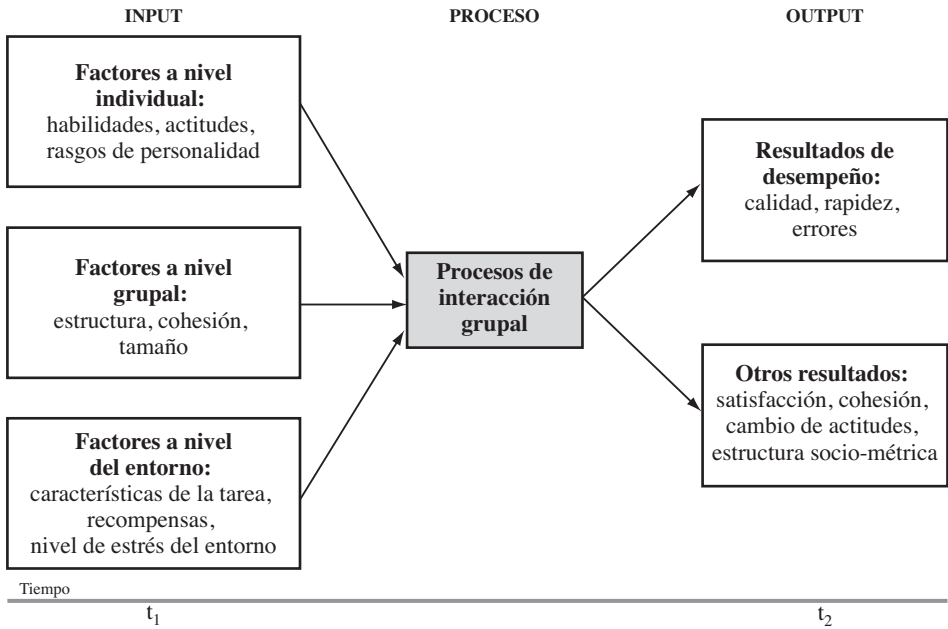 INPUT
PROCESO
OUTPUT
Factores a nivel
individual:
habilidades, actitudes,
rasgos de personalidad
Factores a nivel
grupal:
estructura, cohesión,
tamaño
Factores a nivel
del entorno:
características de la tarea,
recompensas,
nivel de estrés del entorno
Procesos de
interacción
grupal
Resultados de
desempeño:
calidad, rapidez,
errores
Otros resultados:
satisfacción, cohesión,
cambio de actitudes,
estructura socio-métrica
Tiempo
t₁
t₂